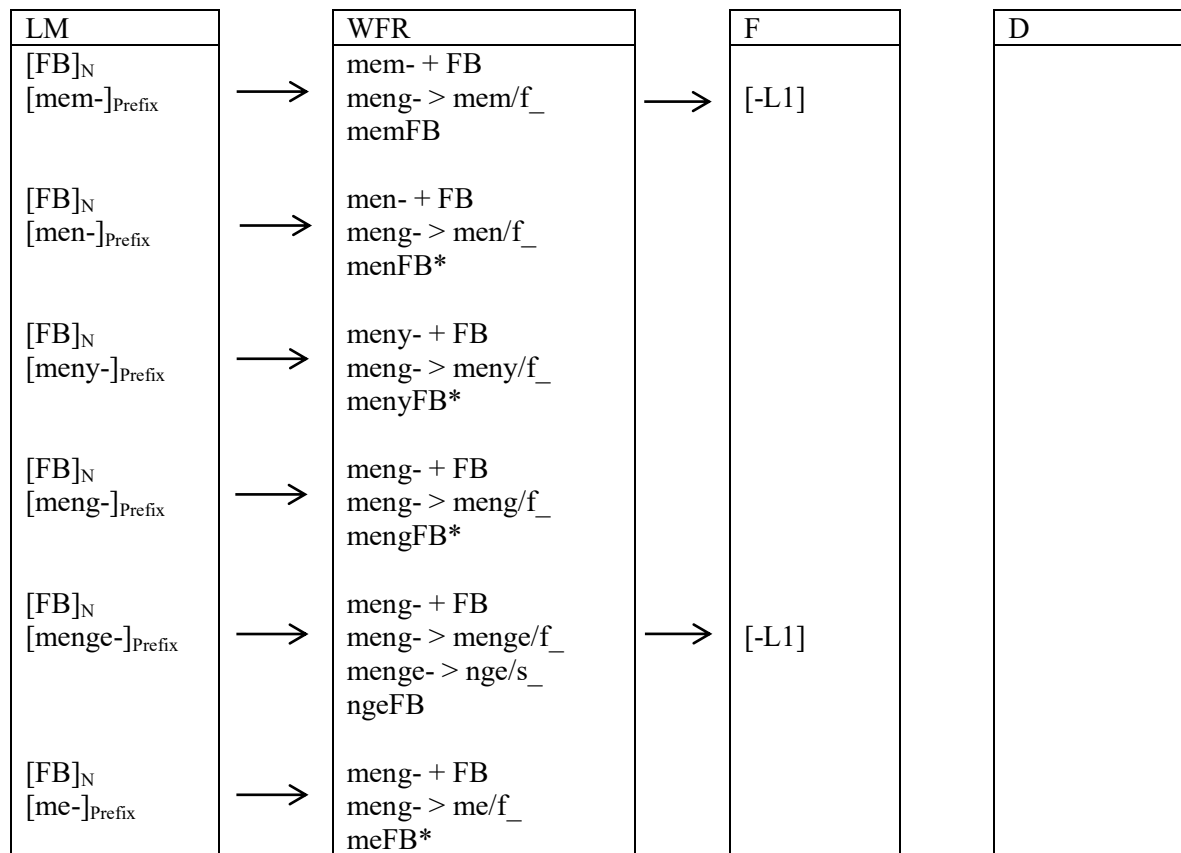 LM WFR F D
[FB]N
[mem-]Prefix
mem- + FB
meng- > mem/f_
memFB
[-L1]
[FB]N
[men-]Prefix
men- + FB
meng- > men/f_
menFB*
[FB]N
[meny-]Prefix
meny- + FB
meng- > meny/f_
menyFB*
[FB]N
[meng-]Prefix
meng- + FB
meng- > meng/f_
mengFB*
[FB]N
[menge-]Prefix
meng- + FB
meng- > menge/f_
menge- > nge/s_
ngeFB
[-L1]
[FB]N
[me-]Prefix
meng- + FB
meng- > me/f_
meFB*